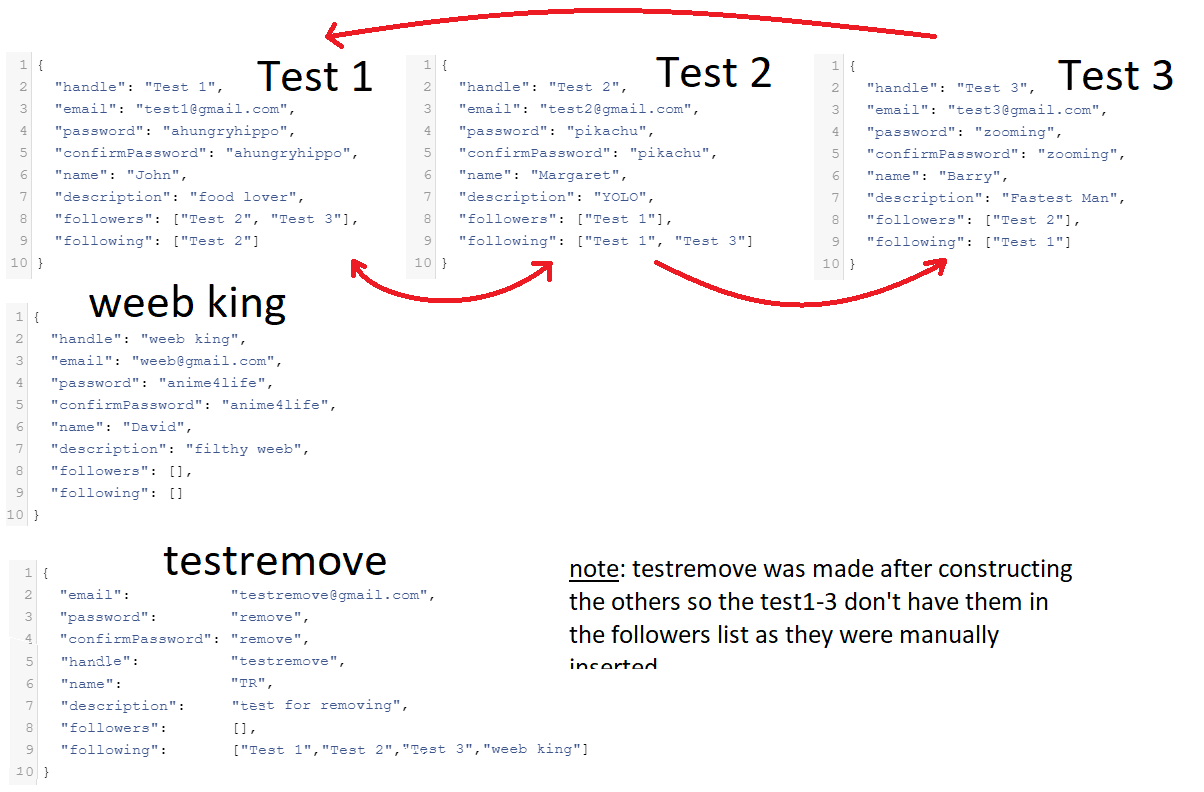 Test 1
1 {
2 "handle": "Test 1",
3 "email": "test1@gmail.com",
4 "password": "ahungryhippo",
5 "confirmPassword": "ahungryhippo",
6 "name": "John",
7 "description": "food lover",
8 "followers": ["Test 2", "Test 3"],
9 "following": ["Test 2"]
10 }
Test 2
1 {
2 "handle": "Test 2",
3 "email": "test2@gmail.com",
4 "password": "pikachu",
5 "confirmPassword": "pikachu",
6 "name": "Margaret",
7 "description": "YOLO",
8 "followers": ["Test 1"],
9 "following": ["Test 1", "Test 3"]
10 }
Test 3
1 {
2 "handle": "Test 3",
3 "email": "test3@gmail.com",
4 "password": "zooming",
5 "confirmPassword": "zooming",
6 "name": "Barry",
7 "description": "Fastest Man",
8 "followers": ["Test 2"],
9 "following": ["Test 1"]
10 }
weeb king
1 {
2 "handle": "weeb king",
3 "email": "weeb@gmail.com",
4 "password": "anime4life",
5 "confirmPassword": "anime4life",
6 "name": "David",
7 "description": "filthy weeb",
8 "followers": [],
9 "following": []
10 }
testremove
1 {
2 "email": "testremove@gmail.com",
3 "password": "remove",
4 "confirmPassword": "remove",
5 "handle": "testremove",
6 "name": "TR",
7 "description": "test for removing",
8 "followers": [],
9 "following": ["Test 1","Test 2","Test 3","weeb king"]
10 }
note: testremove was made after constructing
the others so the test1-3 don't have them in
the followers list as they were manually
inserted